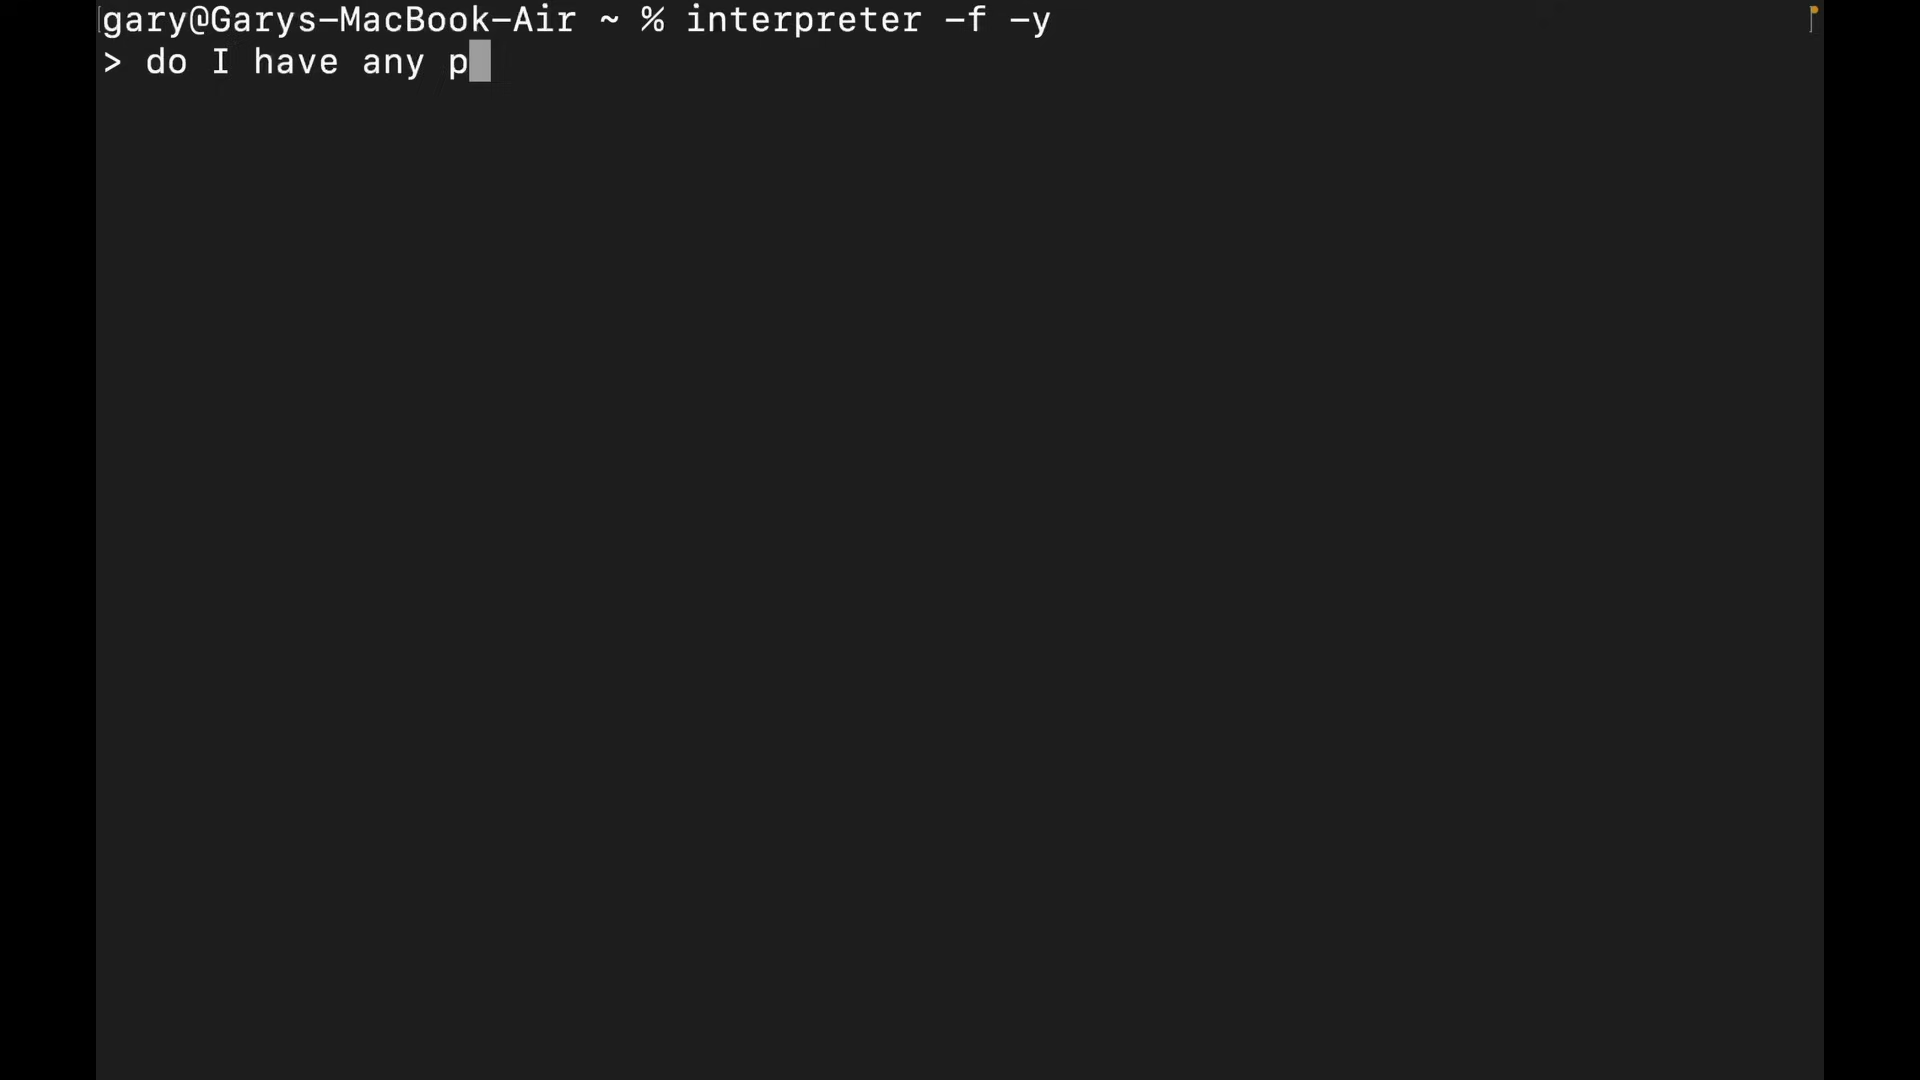 gary@Garys-MacBook-Air ~ % interpreter -f -y
> do I have any p